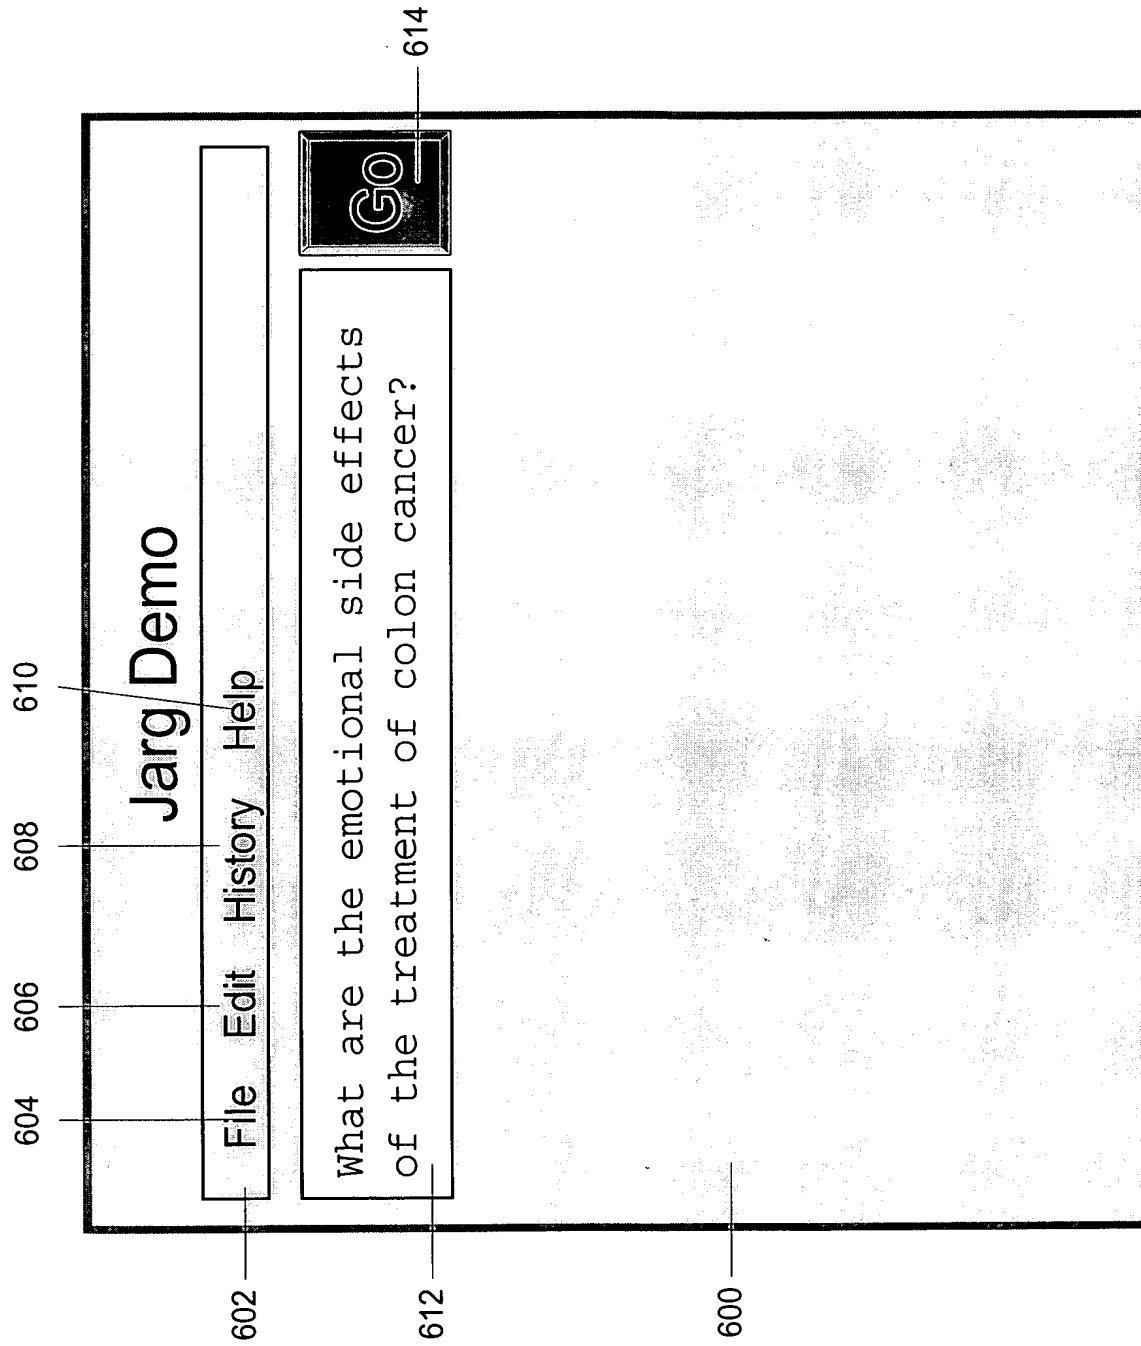 604 606 608 610
Jarg Demo
602
File Edit History Help
612
What are the emotional side effects
of the treatment of colon cancer?
Go
614
600